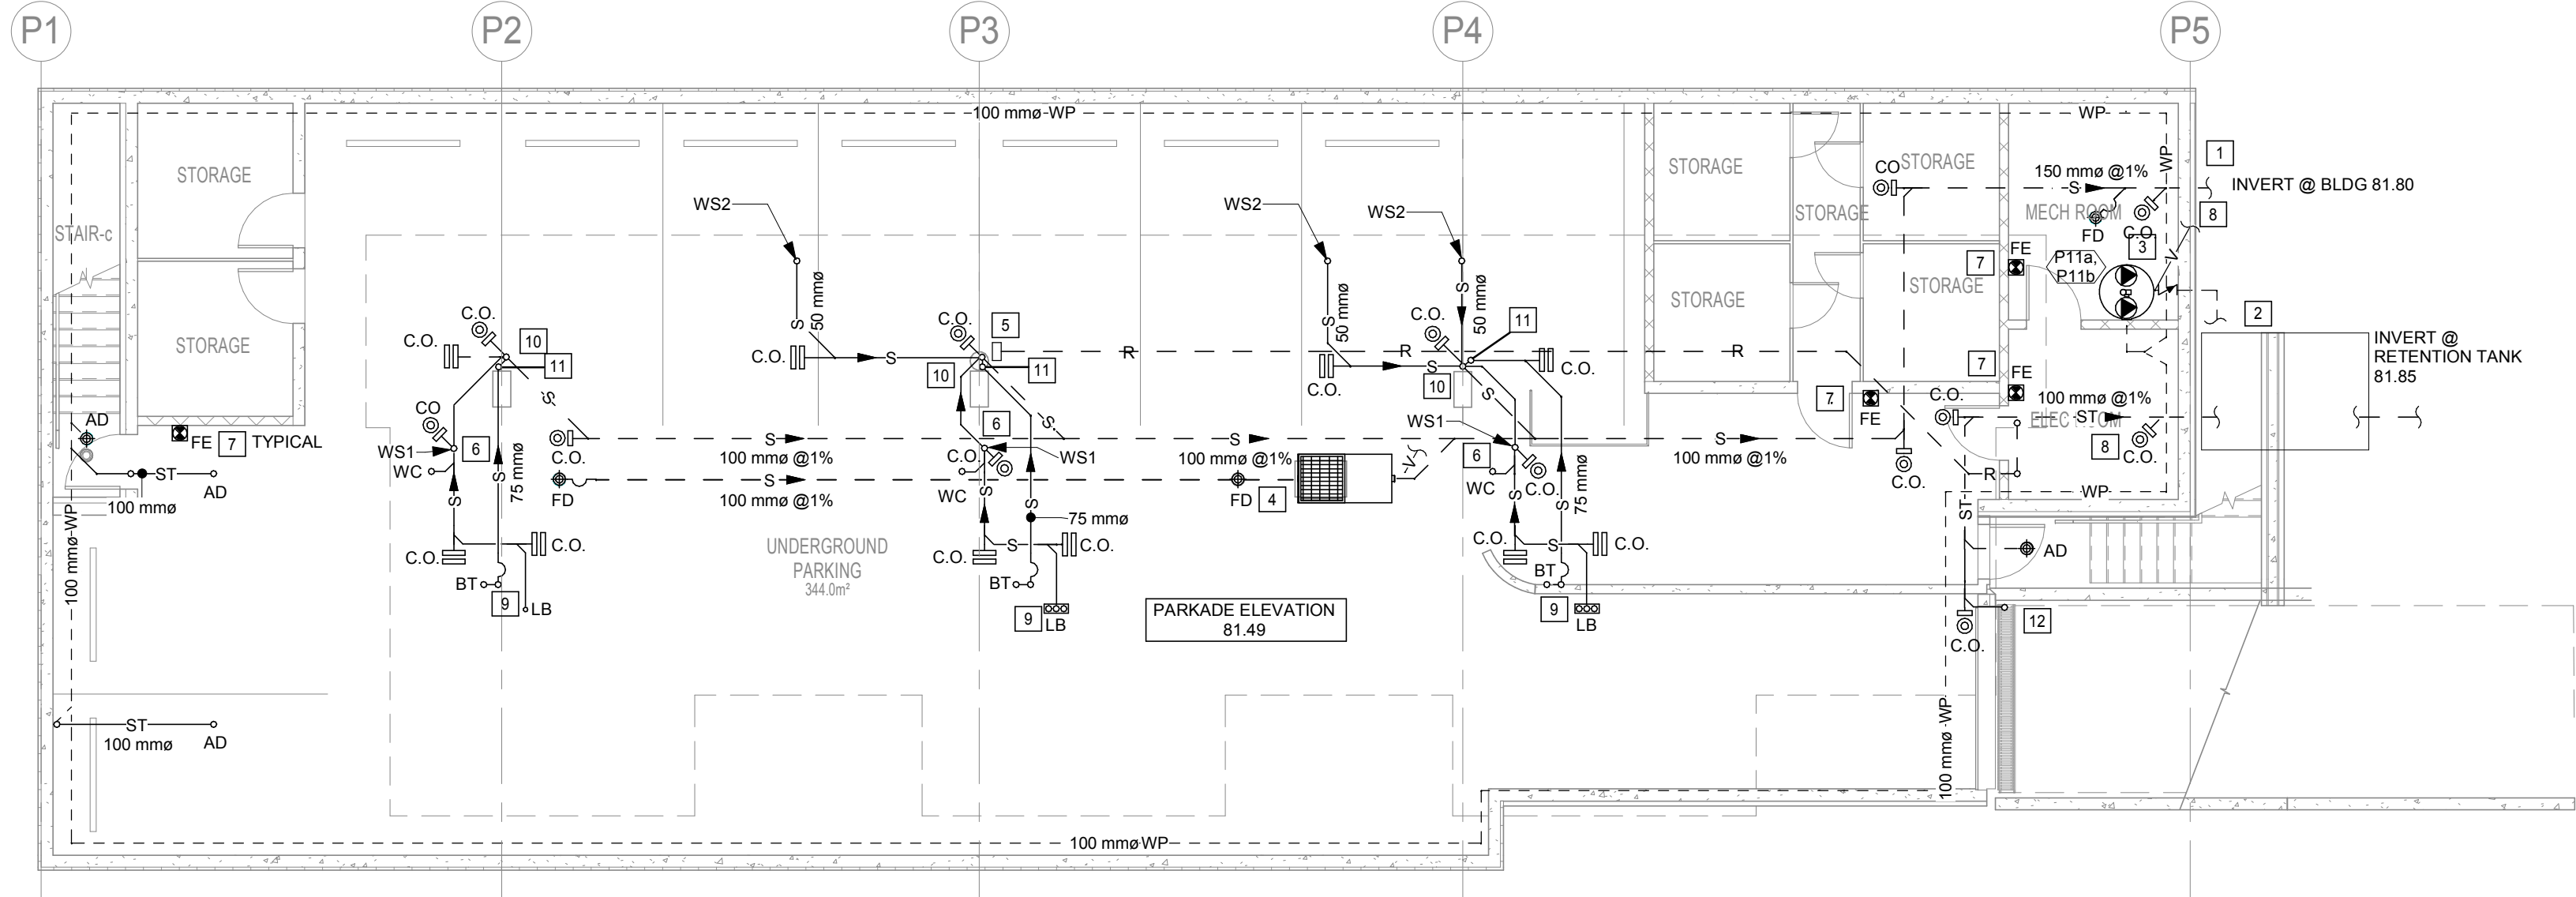 P1
P2
P3
P4
P5
100 mmø WP
WP
WP
1
150 mmø @1%
S
INVERT @ BLDG 81.80
8
CO
STORAGE
STORAGE
STORAGE
STORAGE
MECH ROOM
FD
C.O.
3
STAIR-c
WS2
WS2
WS2
50 mmø
S
50 mmø
S
50 mmø
S
FE
7
P11a,
P11b
STORAGE
STORAGE
STORAGE
2
INVERT @
RETENTION TANK
81.85
C.O.
C.O.
10
11
C.O.
C.O.
5
S
10
11
R
R
R
C.O.
C.O.
S
10
11
C.O.
7
FE
7
FE
C.O.
100 mmø @1%
ST
ELEC ROOM
8
C.O.
AD
FE
7
TYPICAL
CO
WS1
WC
6
S
S
75 mmø
C.O.
S
100 mmø @1%
S
FD
100 mmø @1%
S
S
6
C.O.
WS1
WC
S
S
75 mmø
S
100 mmø @1%
FD
4
V
S
WS1
6
WC
C.O.
S
S
75 mmø
S
100 mmø @1%
C.O.
R
WP
ST
ST
AD
100 mmø
100 mmø WP
C.O.
C.O.
BT
9
LB
UNDERGROUND
PARKING
344.0m²
C.O.
S
C.O.
BT
9
LB
PARKADE ELEVATION
81.49
C.O.
S
C.O.
BT
9
LB
AD
12
C.O.
100 mmø WP
ST
100 mmø
AD
100 mmø WP